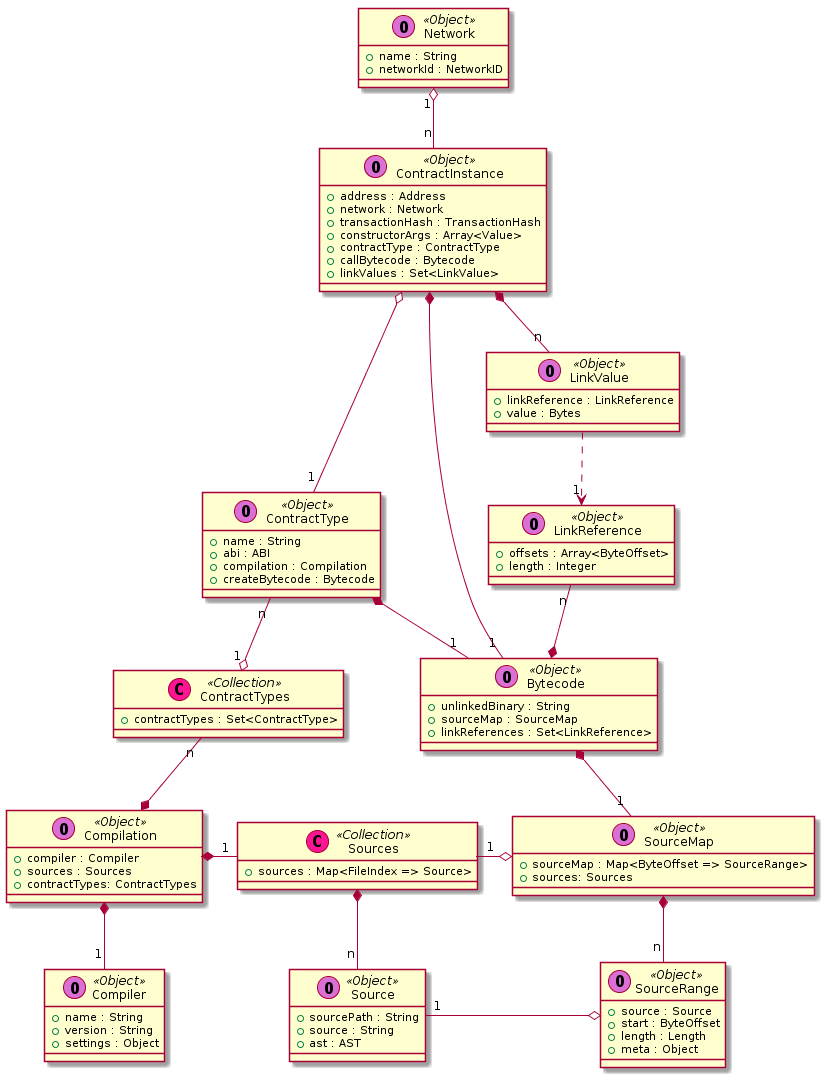 O «Object»
Network
name : String
networkId : NetworkID
1
n
O «Object»
ContractInstance
address : Address
network : Network
transactionHash : TransactionHash
constructorArgs : Array<Value>
contractType : ContractType
callBytecode : Bytecode
linkValues : Set<LinkValue>
n
O «Object»
LinkValue
linkReference : LinkReference
value : Bytes
1
1
O «Object»
ContractType
name : String
abi : ABI
compilation : Compilation
createBytecode : Bytecode
O «Object»
LinkReference
offsets : Array<ByteOffset>
length : Integer
n
n
1
1
1
C «Collection»
ContractTypes
contractTypes : Set<ContractType>
O «Object»
Bytecode
unlinkedBinary : String
sourceMap : SourceMap
linkReferences : Set<LinkReference>
n
1
O «Object»
Compilation
compiler : Compiler
sources : Sources
contractTypes: ContractTypes
1
C «Collection»
Sources
sources : Map<FileIndex => Source>
1
O «Object»
SourceMap
sourceMap : Map<ByteOffset => SourceRange>
sources: Sources
1
n
n
O «Object»
Compiler
name : String
version : String
settings : Object
O «Object»
Source
sourcePath : String
source : String
ast : AST
1
O «Object»
SourceRange
source : Source
start : ByteOffset
length : Length
meta : Object